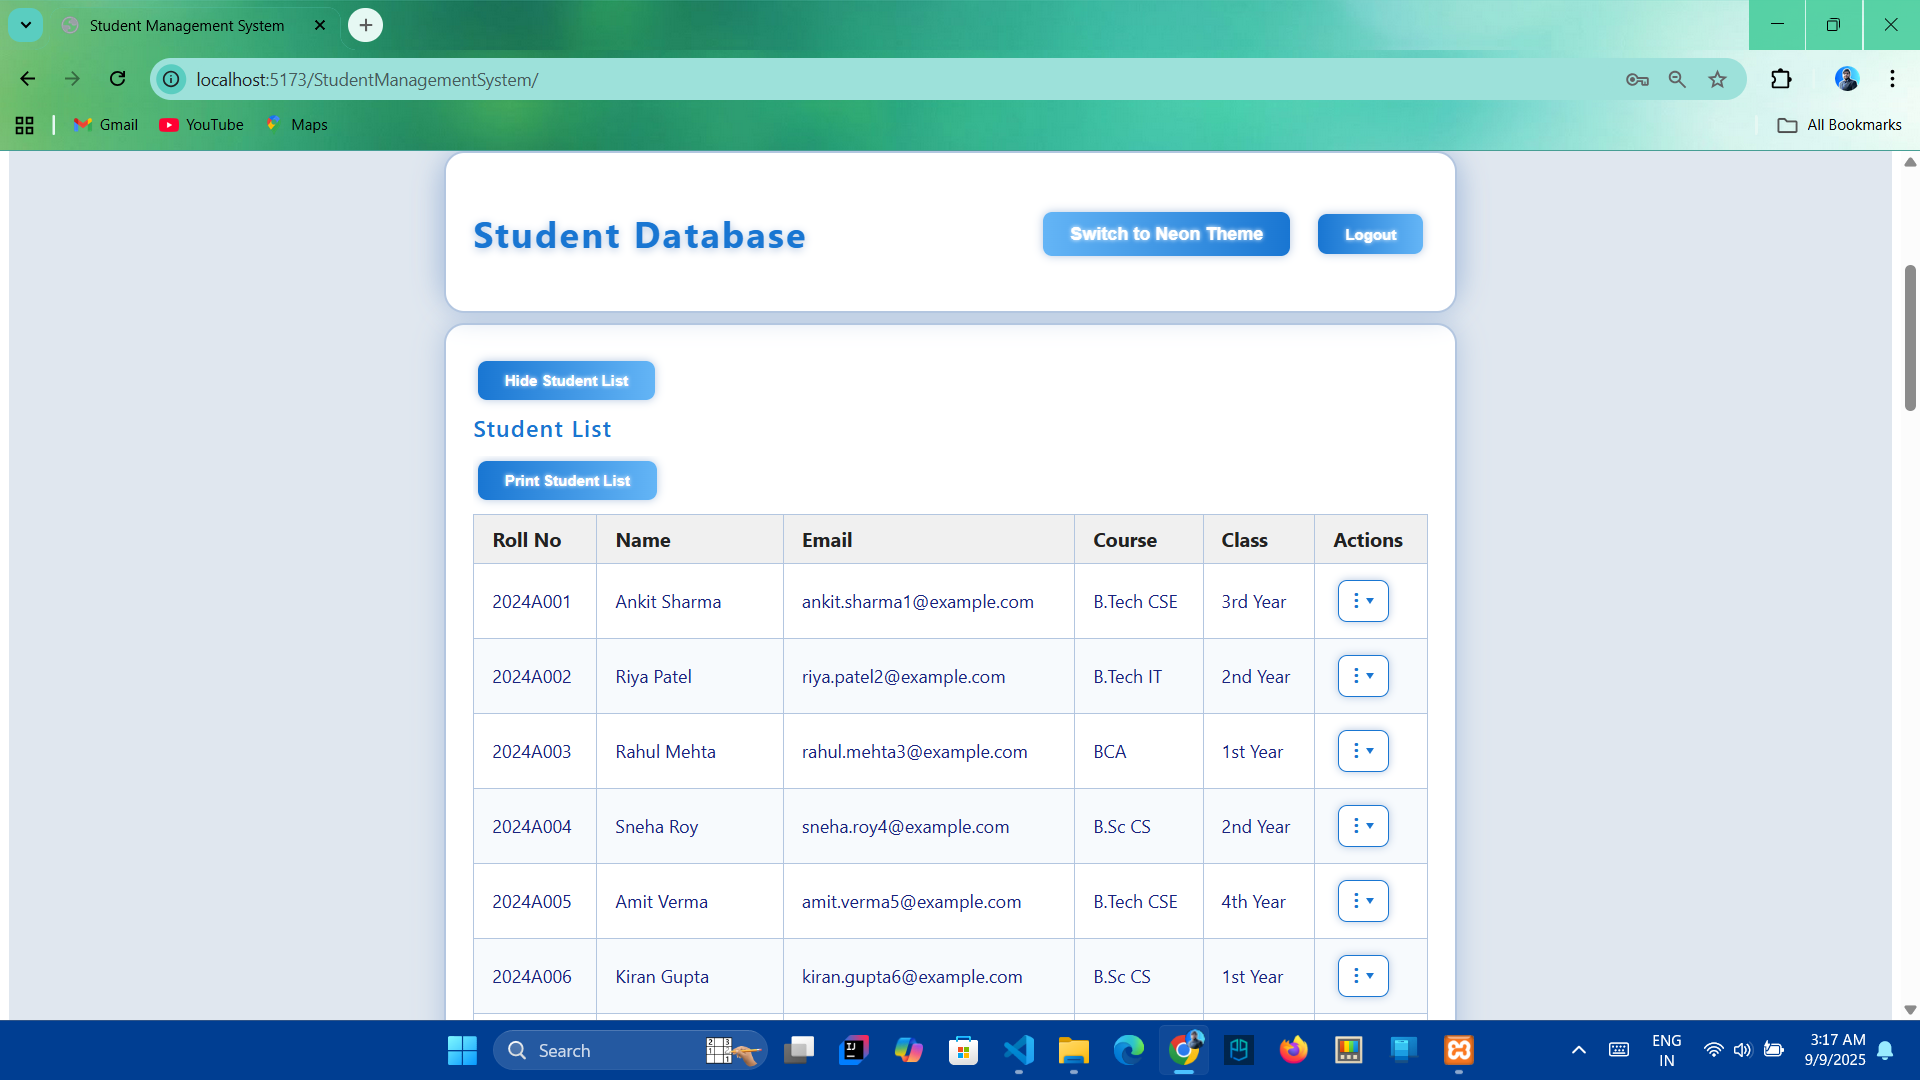 Student Management System
localhost:5173/StudentManagementSystem/
Gmail YouTube Maps All Bookmarks
Student Database Switch to Neon Theme Logout
Hide Student List
Student List
Print Student List
Roll No Name Email Course Class Actions
2024A001 Ankit Sharma ankit.sharma1@example.com B.Tech CSE 3rd Year
2024A002 Riya Patel riya.patel2@example.com B.Tech IT 2nd Year
2024A003 Rahul Mehta rahul.mehta3@example.com BCA 1st Year
2024A004 Sneha Roy sneha.roy4@example.com B.Sc CS 2nd Year
2024A005 Amit Verma amit.verma5@example.com B.Tech CSE 4th Year
2024A006 Kiran Gupta kiran.gupta6@example.com B.Sc CS 1st Year
Search
ENG
IN
3:17 AM
9/9/2025